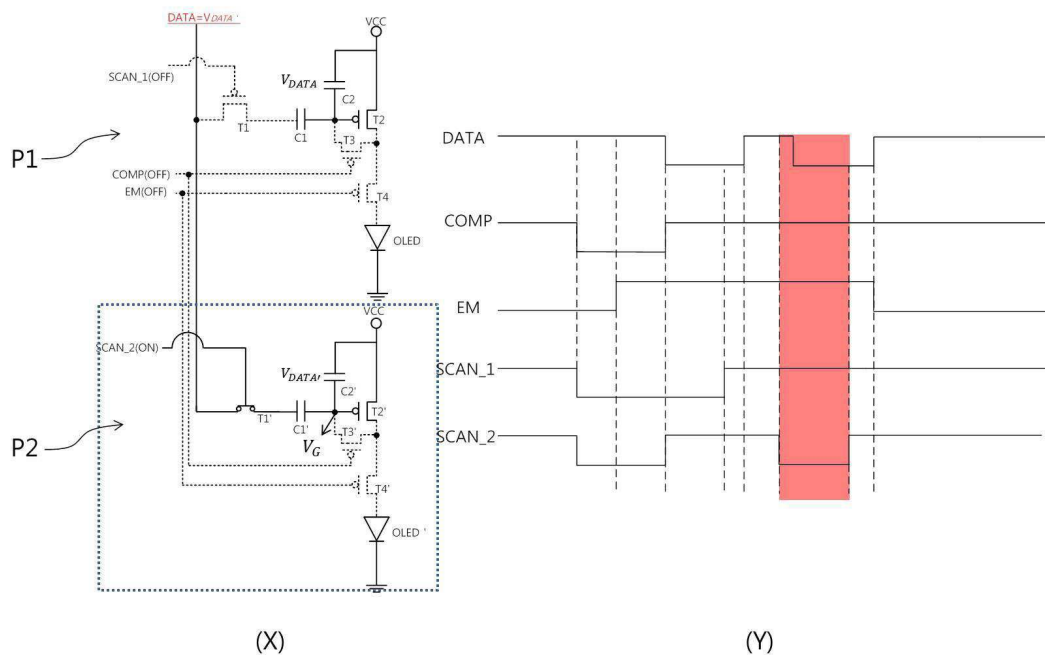 DATA=VDATA'
VCC
SCAN_1(OFF)
VDATA
C2
T2
T1
C1
T3
P1
COMP(OFF)
EM(OFF)
T4
OLED
VCC
SCAN_2(ON)
VDATA'
C2'
T2'
T1'
C1'
T3'
VG
P2
T4'
OLED '
(X)
DATA
COMP
EM
SCAN_1
SCAN_2
(Y)